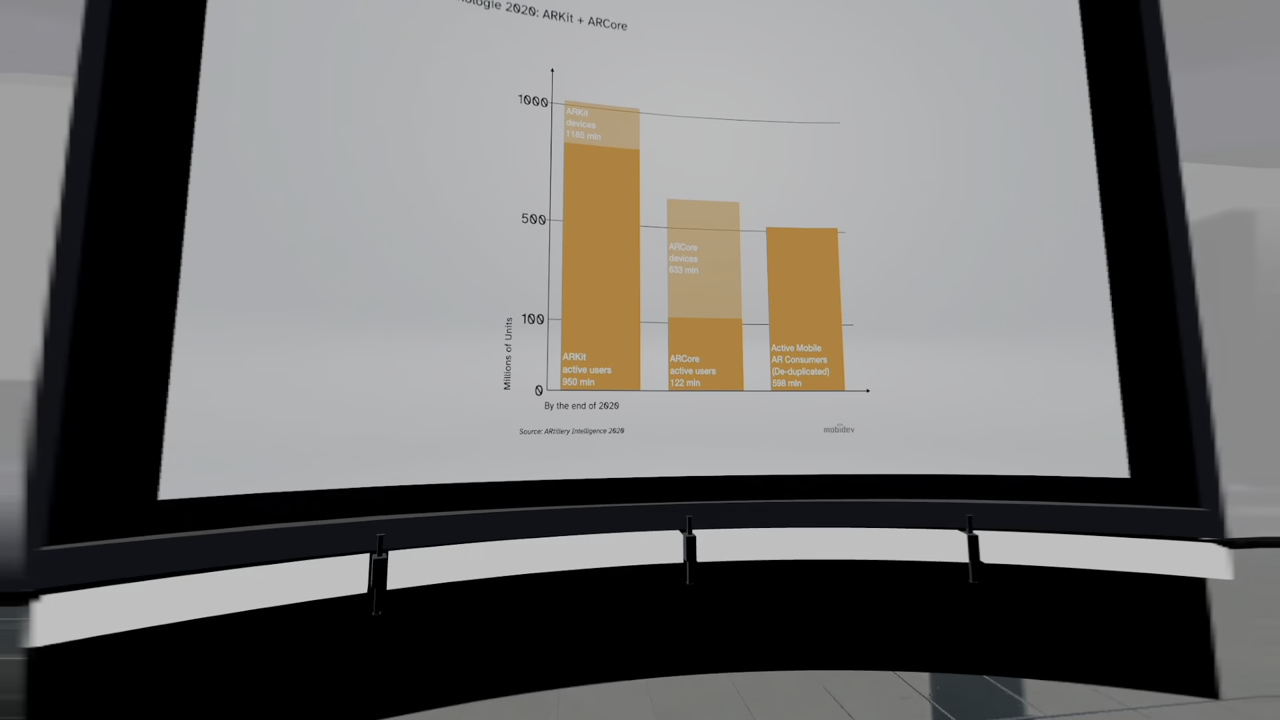 ologie 2020: ARKit + ARCore
1000
ARKit
devices
1185 mln
500
ARCore
devices
633 mln
100
Millions of Units
ARKit
active users
950 mln
ARCore
active users
122 mln
Active Mobile
AR Consumers
(De-duplicated)
598 mln
0
By the end of 2020
Source: ARtillery Intelligence 2020
mobidev